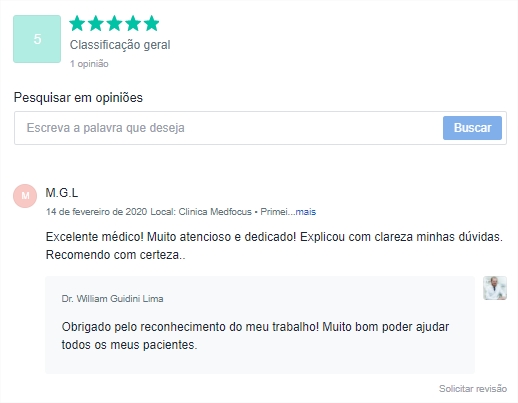 5
Classificação geral
1 opinião
Pesquisar em opiniões
Escreva a palavra que deseja
Buscar
M
M.G.L
14 de fevereiro de 2020 Local: Clinica Medfocus • Primei...mais
Excelente médico! Muito atencioso e dedicado! Explicou com clareza minhas dúvidas.
Recomendo com certeza..
Dr. William Guidini Lima
Obrigado pelo reconhecimento do meu trabalho! Muito bom poder ajudar
todos os meus pacientes.
Solicitar revisão